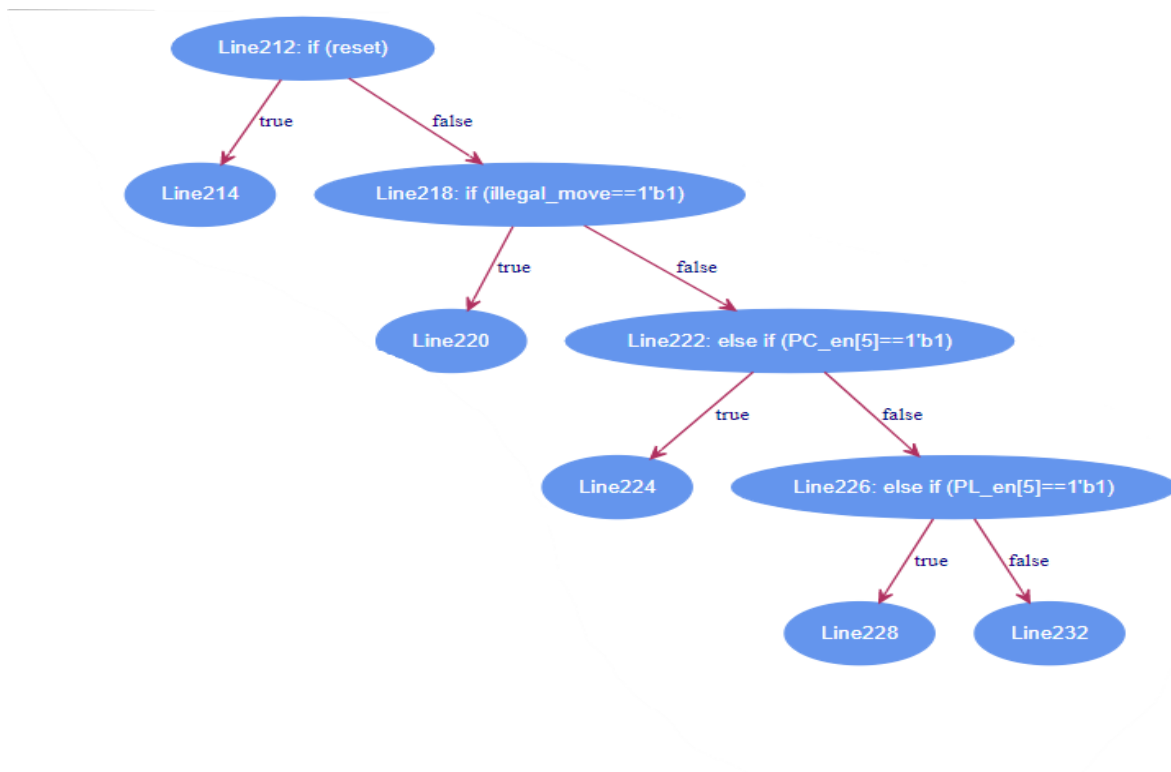 Line212: if (reset)
true
false
Line214
Line218: if (illegal_move==1'b1)
true
false
Line220
Line222: else if (PC_en[5]==1'b1)
true
false
Line224
Line226: else if (PL_en[5]==1'b1)
true
false
Line228
Line232